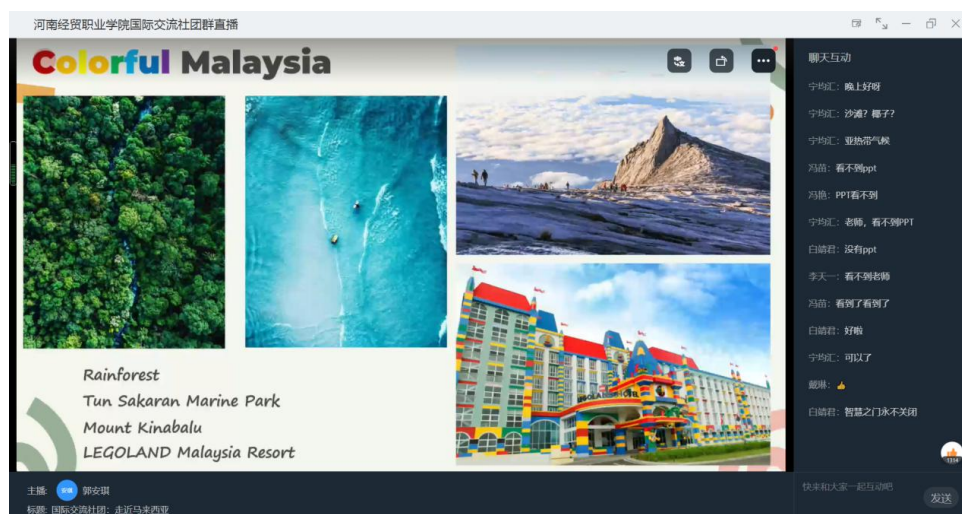 河南经贸职业学院国际交流社团群直播
Colorful Malaysia
LEGOLAND HOTEL
Rainforest
Tun Sakaran Marine Park
Mount Kinabalu
LEGOLAND Malaysia Resort
聊天互动
宁均汇：晚上好呀
宁均汇：沙滩？椰子？
宁均汇：亚热带气候
冯苗：看不到ppt
冯艳：PPT看不到
宁均汇：老师，看不到PPT
白婧君：没有ppt
李天一：看不到老师
冯苗：看到了看到了
白婧君：好啦
宁均汇：可以了
戴琳：👍
白婧君：智慧之门永不关闭
1314
快来和大家一起互动吧
发送
主播: 安琪 郭安琪
标题: 国际交流社团：走近马来西亚